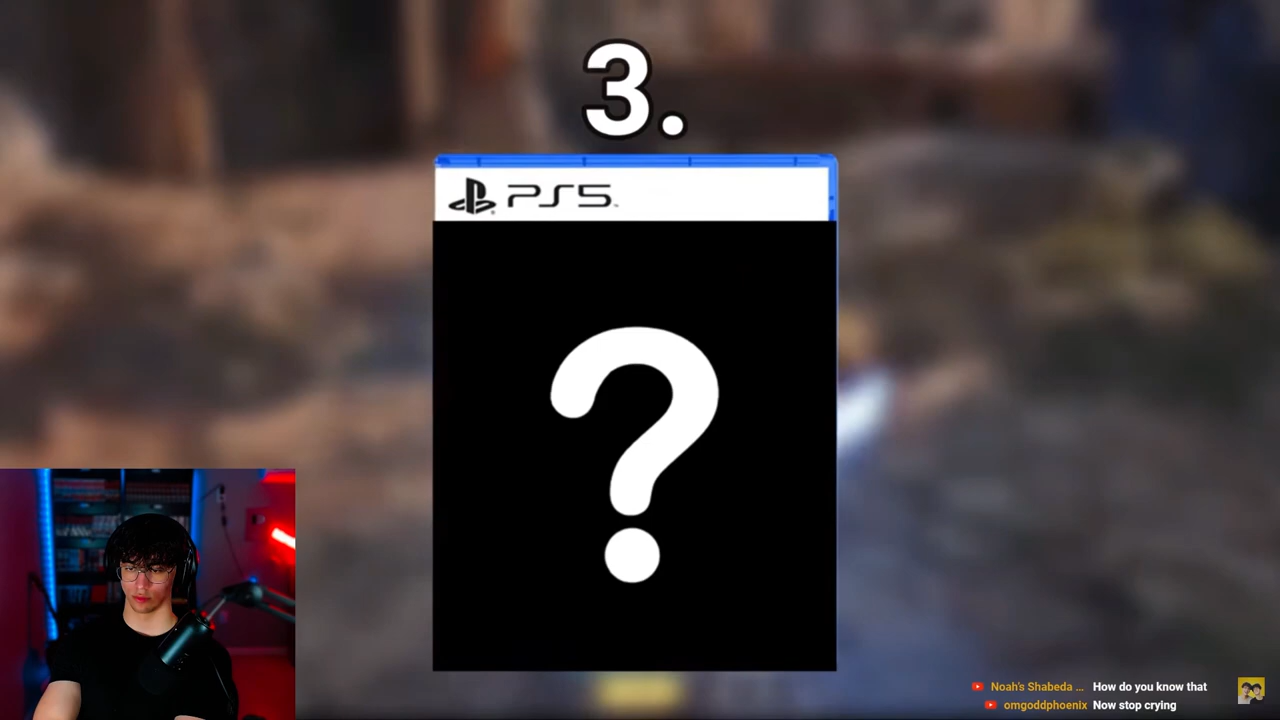 3.
PS5
?
Noah's Shabeda ... How do you know that
omgoddphoenix Now stop crying